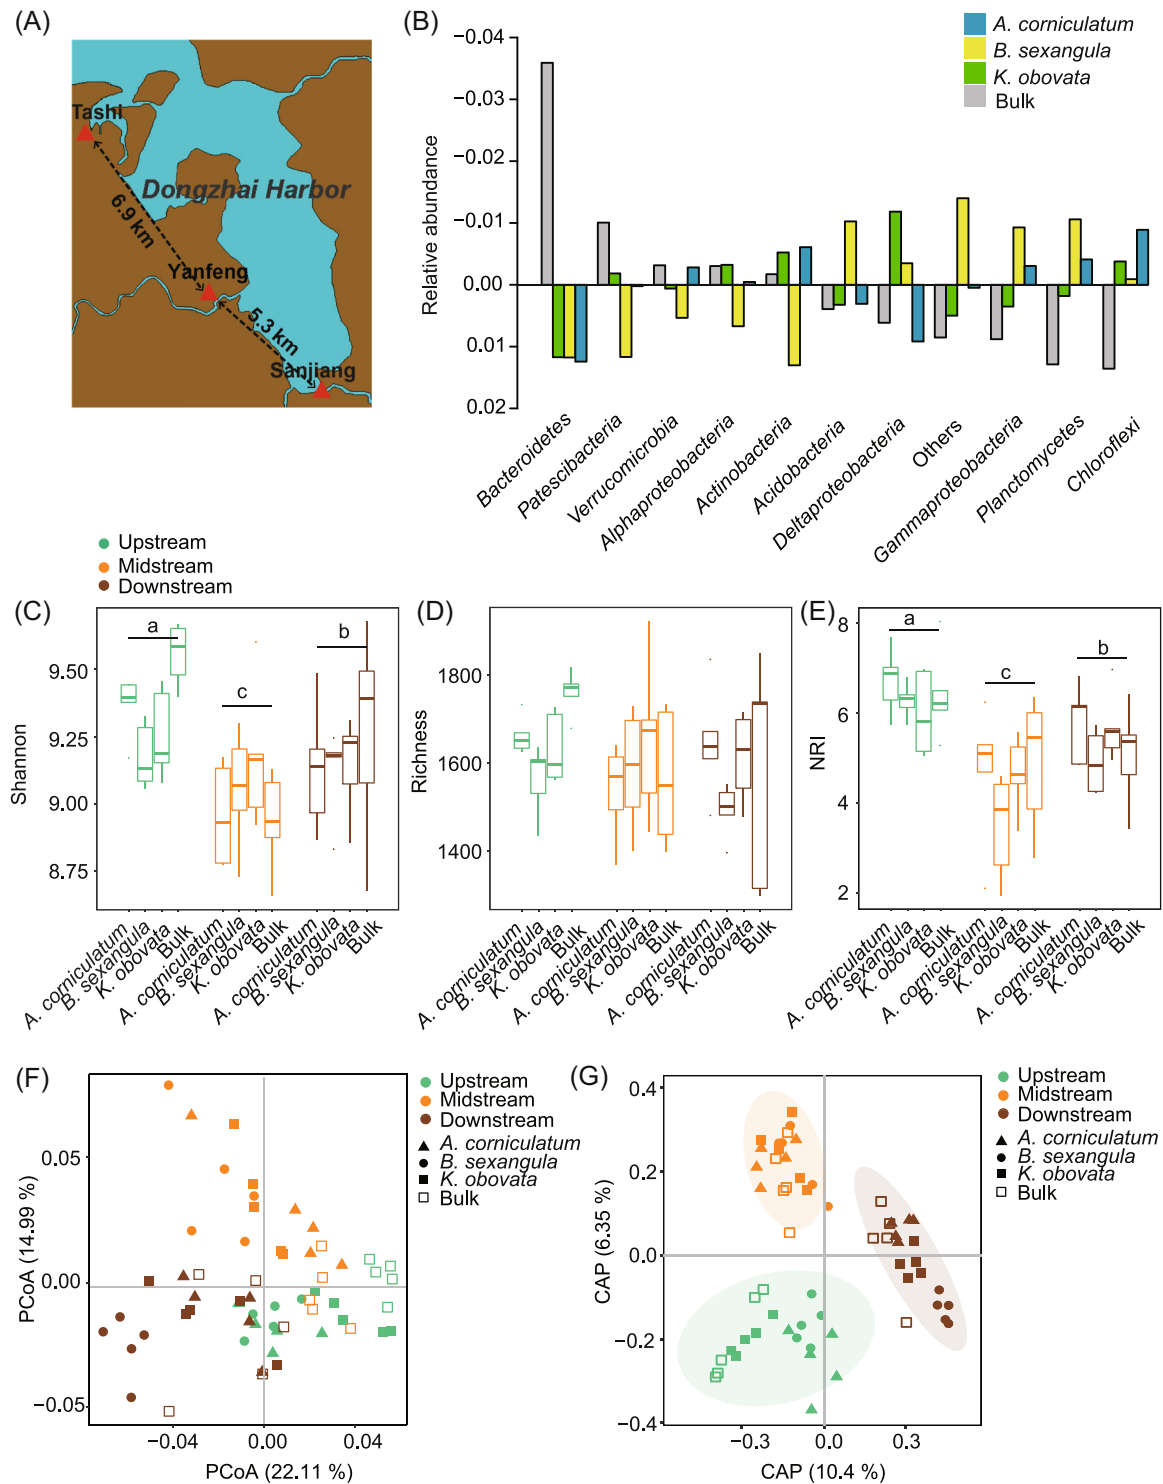 (A)
Tashi
Dongzhai Harbor
6.9 km
Yanfeng
5.3 km
Sanjiang
(B)
A. corniculatum
B. sexangula
K. obovata
Bulk
Relative abundance
−0.04
−0.03
−0.02
−0.01
0.00
0.01
0.02
Bacteroidetes
Patescibacteria
Verrucomicrobia
Alphaproteobacteria
Actinobacteria
Acidobacteria
Deltaproteobacteria
Others
Gammaproteobacteria
Planctomycetes
Chloroflexi
Upstream
Midstream
Downstream
(C)
Shannon
9.50
9.25
9.00
8.75
a
c
b
A. corniculatum
B. sexangula
K. obovata
Bulk
A. corniculatum
B. sexangula
K. obovata
Bulk
A. corniculatum
B. sexangula
K. obovata
Bulk
(D)
Richness
1800
1600
1400
A. corniculatum
B. sexangula
K. obovata
Bulk
A. corniculatum
B. sexangula
K. obovata
Bulk
A. corniculatum
B. sexangula
K. obovata
Bulk
(E)
NRI
8
6
4
2
a
c
b
A. corniculatum
B. sexangula
K. obovata
Bulk
A. corniculatum
B. sexangula
K. obovata
Bulk
A. corniculatum
B. sexangula
K. obovata
Bulk
(F)
PCoA (14.99 %)
0.05
0.00
−0.05
−0.04
0.00
0.04
PCoA (22.11 %)
Upstream
Midstream
Downstream
A. corniculatum
B. sexangula
K. obovata
Bulk
(G)
CAP (6.35 %)
0.4
0.2
0.0
−0.2
−0.4
−0.3
0.0
0.3
CAP (10.4 %)
Upstream
Midstream
Downstream
A. corniculatum
B. sexangula
K. obovata
Bulk